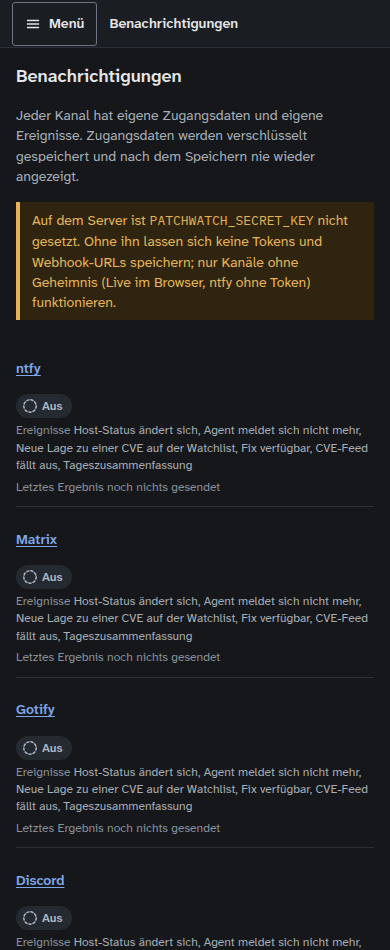 Menü
Benachrichtigungen
Benachrichtigungen
Jeder Kanal hat eigene Zugangsdaten und eigene
Ereignisse. Zugangsdaten werden verschlüsselt
gespeichert und nach dem Speichern nie wieder
angezeigt.
Auf dem Server ist PATCHWATCH_SECRET_KEY nicht
gesetzt. Ohne ihn lassen sich keine Tokens und
Webhook-URLs speichern; nur Kanäle ohne
Geheimnis (Live im Browser, ntfy ohne Token)
funktionieren.
ntfy
Aus
Ereignisse Host-Status ändert sich, Agent meldet sich nicht mehr,
Neue Lage zu einer CVE auf der Watchlist, Fix verfügbar, CVE-Feed
fällt aus, Tageszusammenfassung
Letztes Ergebnis noch nichts gesendet
Matrix
Aus
Ereignisse Host-Status ändert sich, Agent meldet sich nicht mehr,
Neue Lage zu einer CVE auf der Watchlist, Fix verfügbar, CVE-Feed
fällt aus, Tageszusammenfassung
Letztes Ergebnis noch nichts gesendet
Gotify
Aus
Ereignisse Host-Status ändert sich, Agent meldet sich nicht mehr,
Neue Lage zu einer CVE auf der Watchlist, Fix verfügbar, CVE-Feed
fällt aus, Tageszusammenfassung
Letztes Ergebnis noch nichts gesendet
Discord
Aus
Ereignisse Host-Status ändert sich, Agent meldet sich nicht mehr,